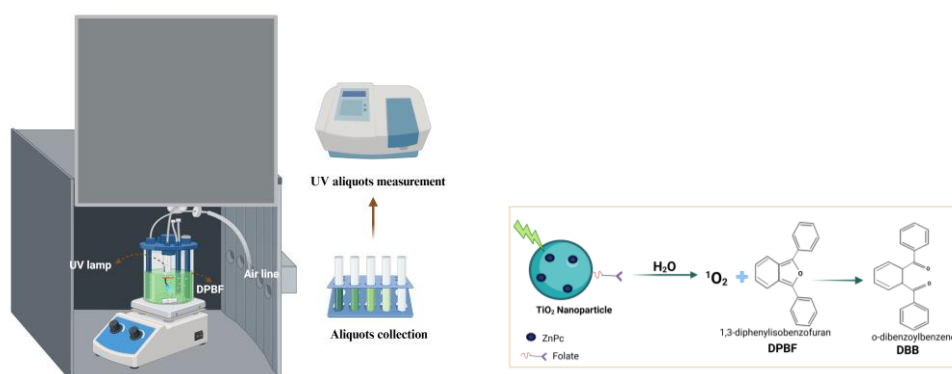 UV aliquots measurement
UV lamp
Air line
DPBF
Aliquots collection
H₂O
¹O₂ +
TiO₂ Nanoparticle
ZnPc
Folate
1,3-diphenylisobenzofuran
DPBF
o-dibenzoylbenzene
DBB
O
O
O